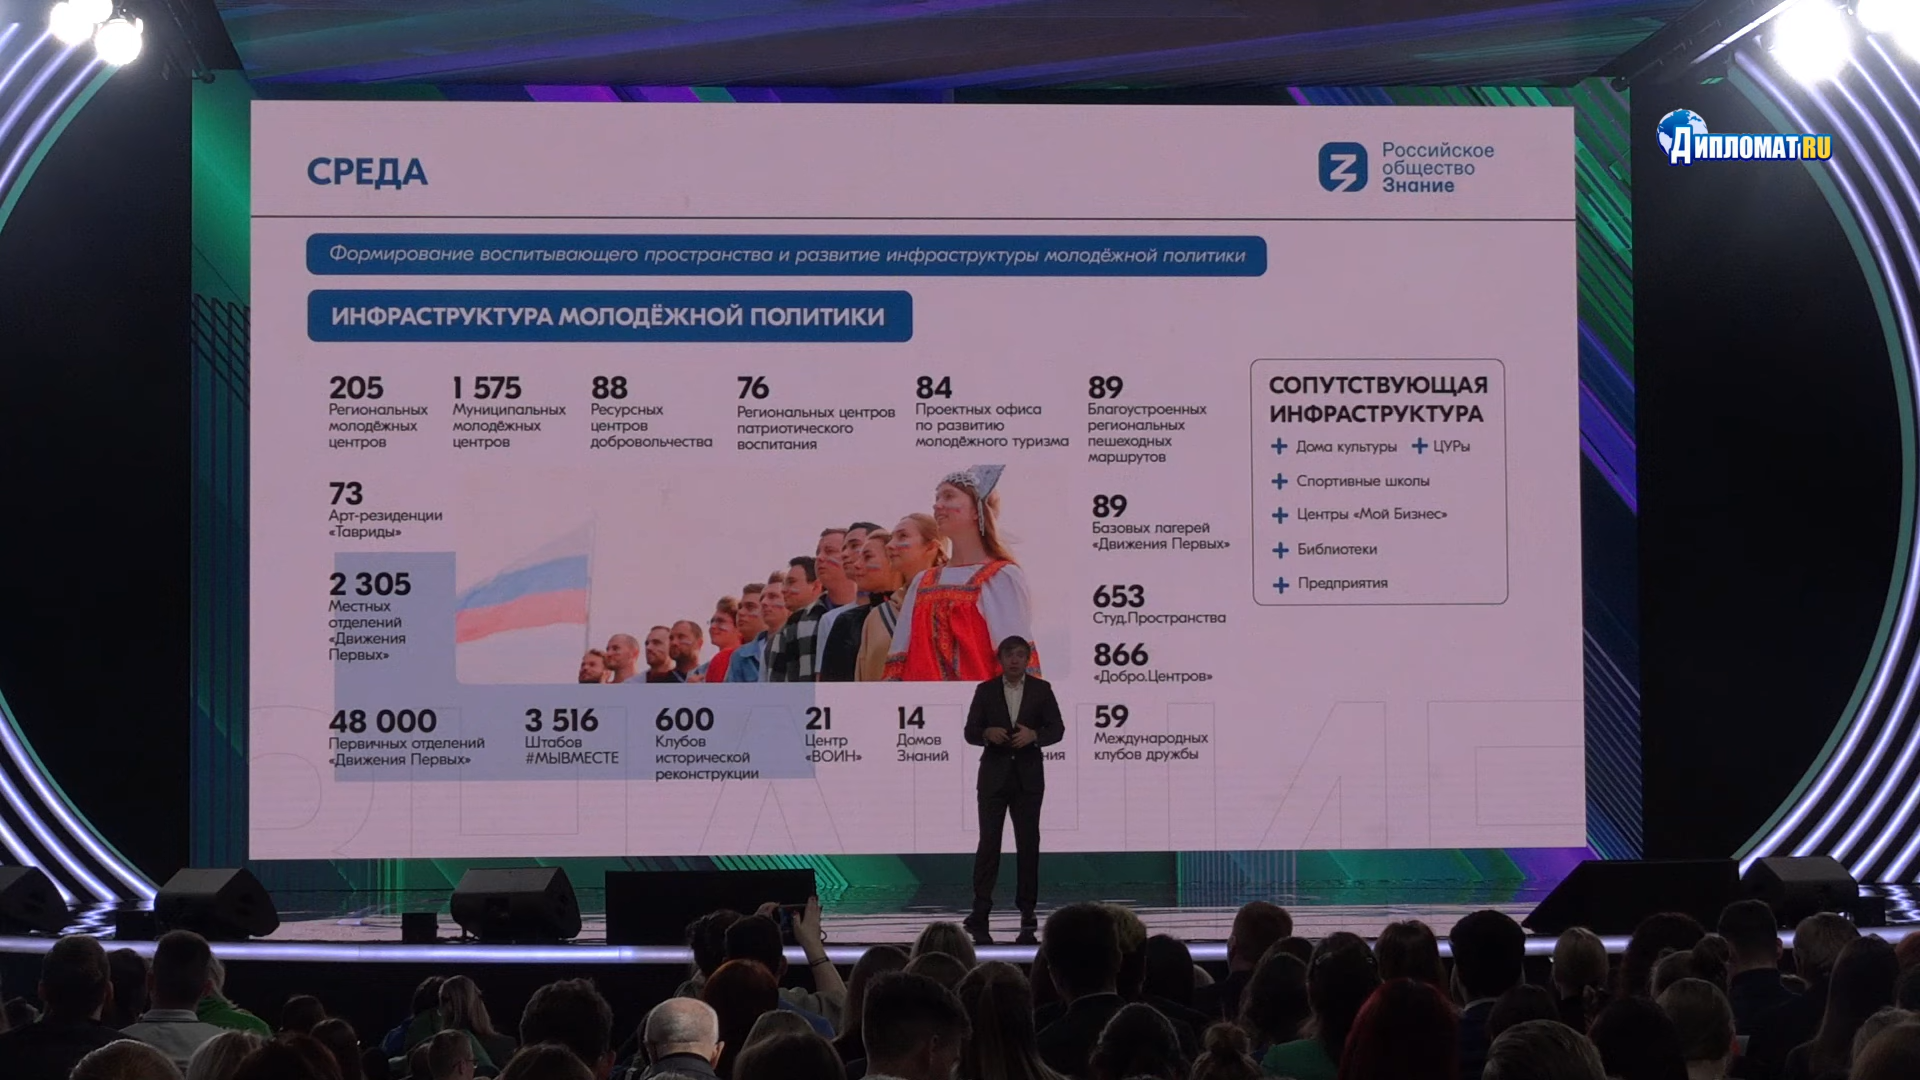 СРЕДА
Российское
общество
Знание
ДИПЛОМАТ.RU
Формирование воспитывающего пространства и развитие инфраструктуры молодёжной политики
ИНФРАСТРУКТУРА МОЛОДЁЖНОЙ ПОЛИТИКИ
205
Региональных
молодёжных
центров
1 575
Муниципальных
молодёжных
центров
88
Ресурсных
центров
добровольчества
76
Региональных центров
патриотического
воспитания
84
Проектных офиса
по развитию
молодёжного туризма
89
Благоустроенных
региональных
пешеходных
маршрутов
СОПУТСТВУЮЩАЯ
ИНФРАСТРУКТУРА
+ Дома культуры + ЦУРы
+ Спортивные школы
+ Центры «Мой Бизнес»
+ Библиотеки
+ Предприятия
73
Арт-резиденции
«Тавриды»
89
Базовых лагерей
«Движения Первых»
2 305
Местных
отделений
«Движения
Первых»
653
Студ.Пространства
866
«Добро.Центров»
48 000
Первичных отделений
«Движения Первых»
3 516
Штабов
#МЫВМЕСТЕ
600
Клубов
исторической
реконструкции
21
Центр
«ВОИН»
14
Домов
Знаний
59
Международных
клубов дружбы